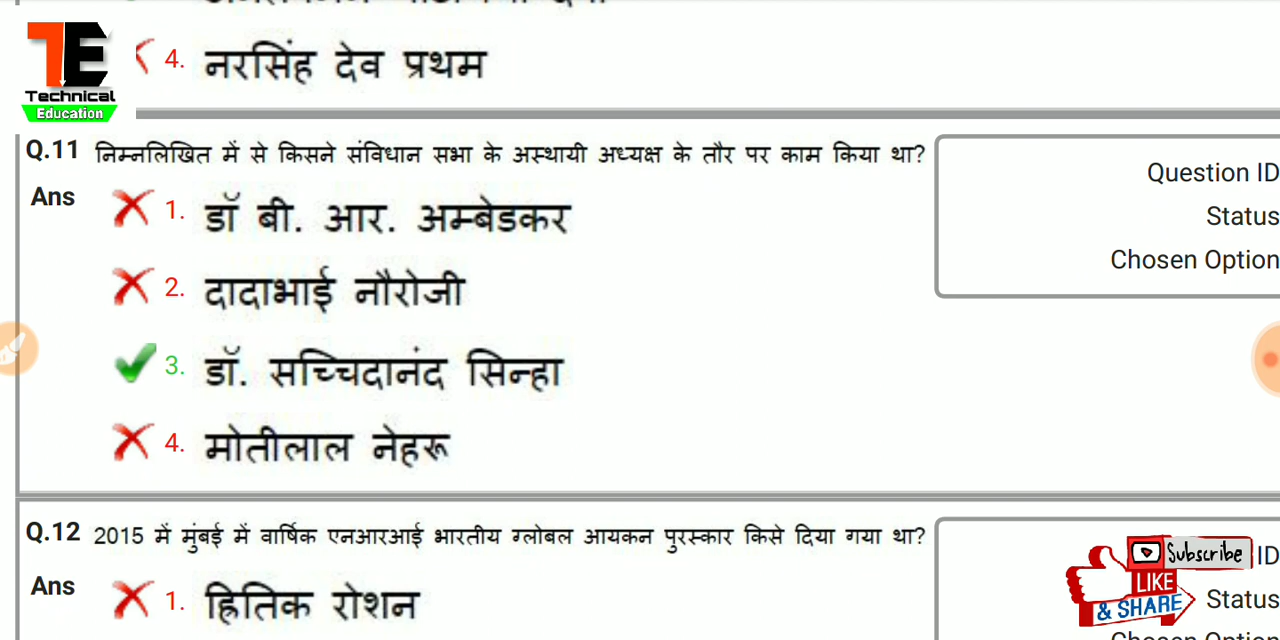 4. नरसिंह देव प्रथम
TE
Technical
Education
Q.11 निम्नलिखित में से किसने संविधान सभा के अस्थायी अध्यक्ष के तौर पर काम किया था?
Ans
1. डॉ बी. आर. अम्बेडकर
2. दादाभाई नौरोजी
3. डॉ. सच्चिदानंद सिन्हा
4. मोतीलाल नेहरू
Question ID
Status
Chosen Option
Q.12 2015 में मुंबई में वार्षिक एनआरआई भारतीय ग्लोबल आयकन पुरस्कार किसे दिया गया था?
Ans
1. ह्रितिक रोशन
Subscribe
LIKE
& SHARE
ID
Status
Chosen Option